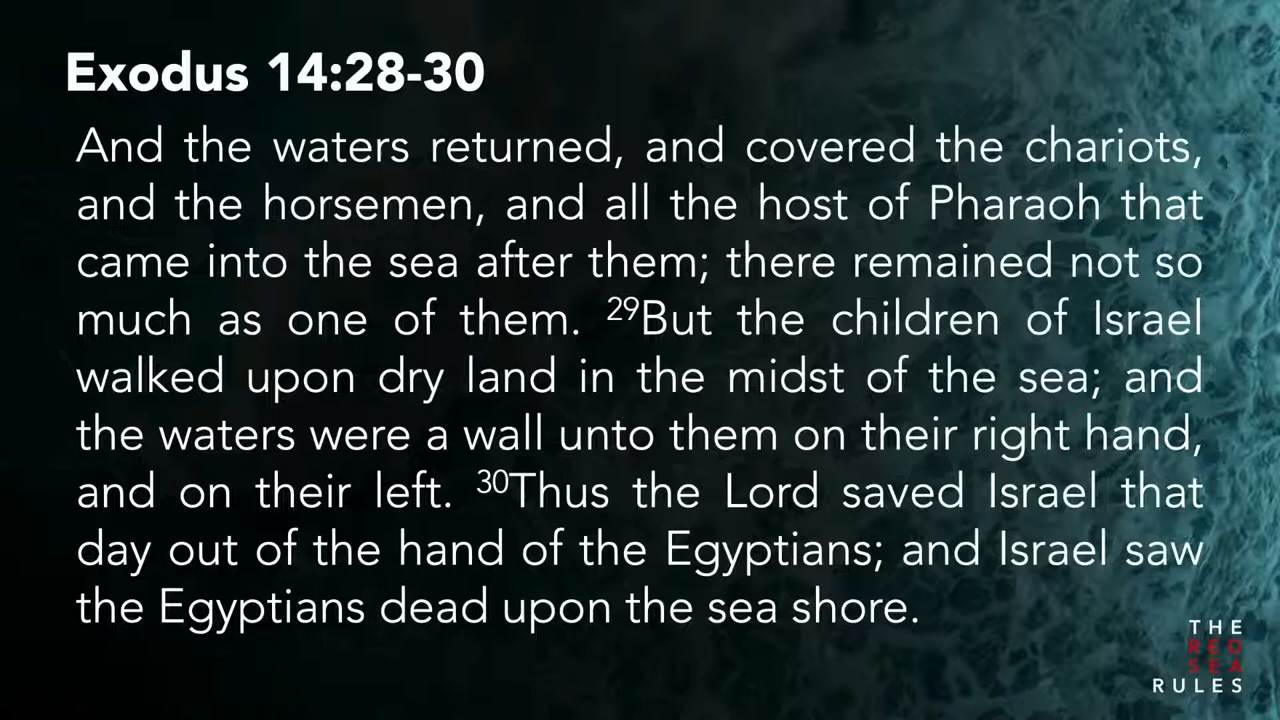 Exodus 14:28-30
And the waters returned, and covered the chariots,
and the horsemen, and all the host of Pharaoh that
came into the sea after them; there remained not so
much as one of them. ²⁹But the children of Israel
walked upon dry land in the midst of the sea; and
the waters were a wall unto them on their right hand,
and on their left. ³⁰Thus the Lord saved Israel that
day out of the hand of the Egyptians; and Israel saw
the Egyptians dead upon the sea shore.
THE
RED
SEA
RULES